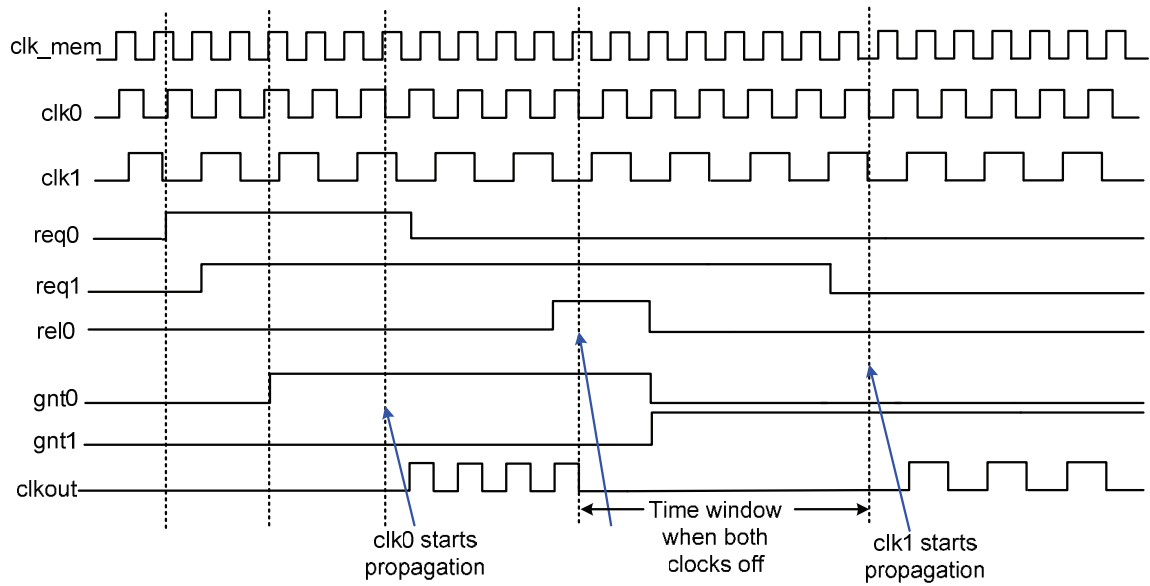 clk_mem
clk0
clk1
req0
req1
rel0
gnt0
gnt1
clkout
clk0 starts
propagation
Time window
when both
clocks off
clk1 starts
propagation